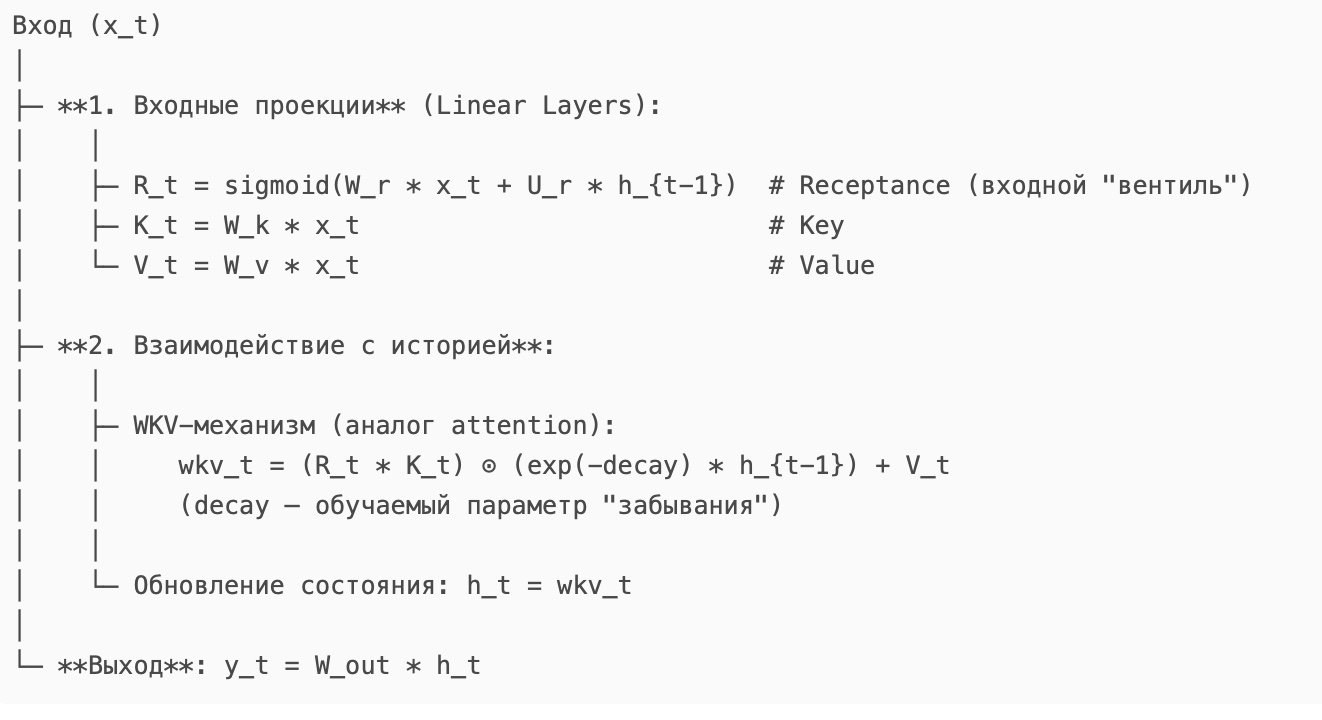 Вход (x_t)
│
├─ **1. Входные проекции** (Linear Layers):
│    │
│    ├─ R_t = sigmoid(W_r * x_t + U_r * h_{t-1})  # Receptance (входной "вентиль")
│    ├─ K_t = W_k * x_t                           # Key
│    └─ V_t = W_v * x_t                           # Value
│
├─ **2. Взаимодействие с историей**:
│    │
│    ├─ WKV-механизм (аналог attention):
│    │     wkv_t = (R_t * K_t) ⊙ (exp(-decay) * h_{t-1}) + V_t
│    │     (decay — обучаемый параметр "забывания")
│    │
│    └─ Обновление состояния: h_t = wkv_t
│
└─ **Выход**: y_t = W_out * h_t